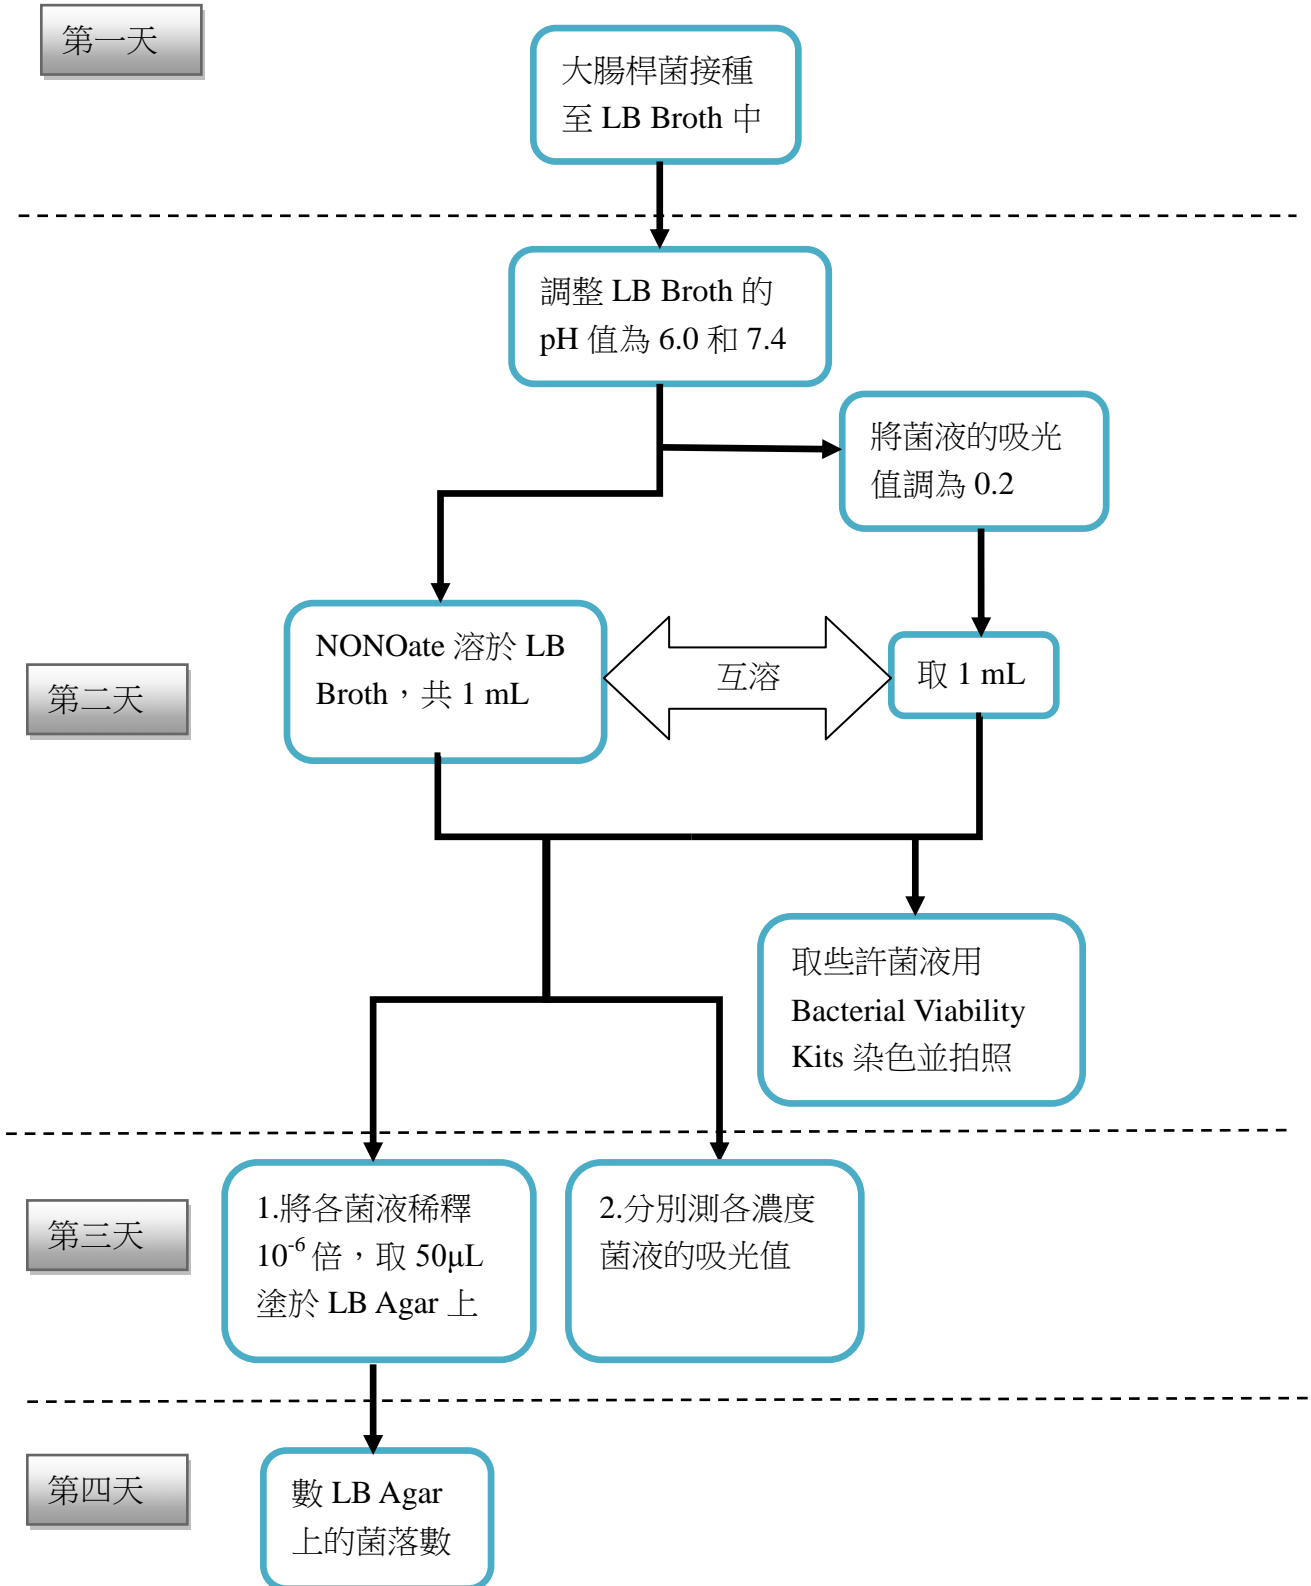 第一天
大腸桿菌接種
至 LB Broth 中
調整 LB Broth 的
pH 值為 6.0 和 7.4
將菌液的吸光
值調為 0.2
第二天
NONOate 溶於 LB
Broth，共 1 mL
互溶
取 1 mL
取些許菌液用
Bacterial Viability
Kits 染色並拍照
第三天
1.將各菌液稀釋
10⁻⁶ 倍，取 50μL
塗於 LB Agar 上
2.分別測各濃度
菌液的吸光值
第四天
數 LB Agar
上的菌落數